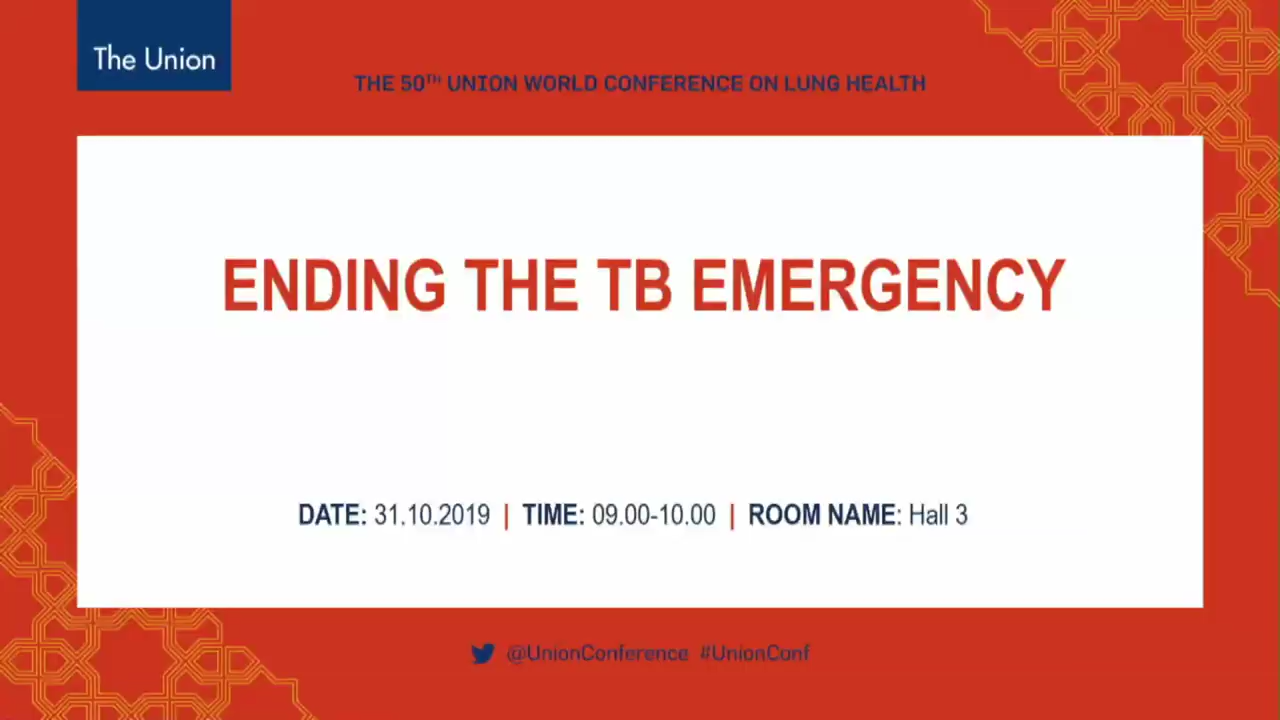 The Union
THE 50TH UNION WORLD CONFERENCE ON LUNG HEALTH
ENDING THE TB EMERGENCY
DATE: 31.10.2019 | TIME: 09.00-10.00 | ROOM NAME: Hall 3
@UnionConference #UnionConf